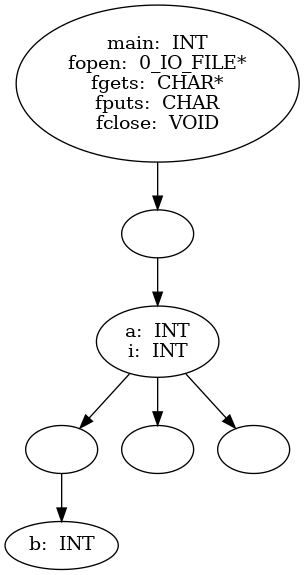 main: INT
fopen: 0_IO_FILE*
fgets: CHAR*
fputs: CHAR
fclose: VOID
a: INT
i: INT
b: INT